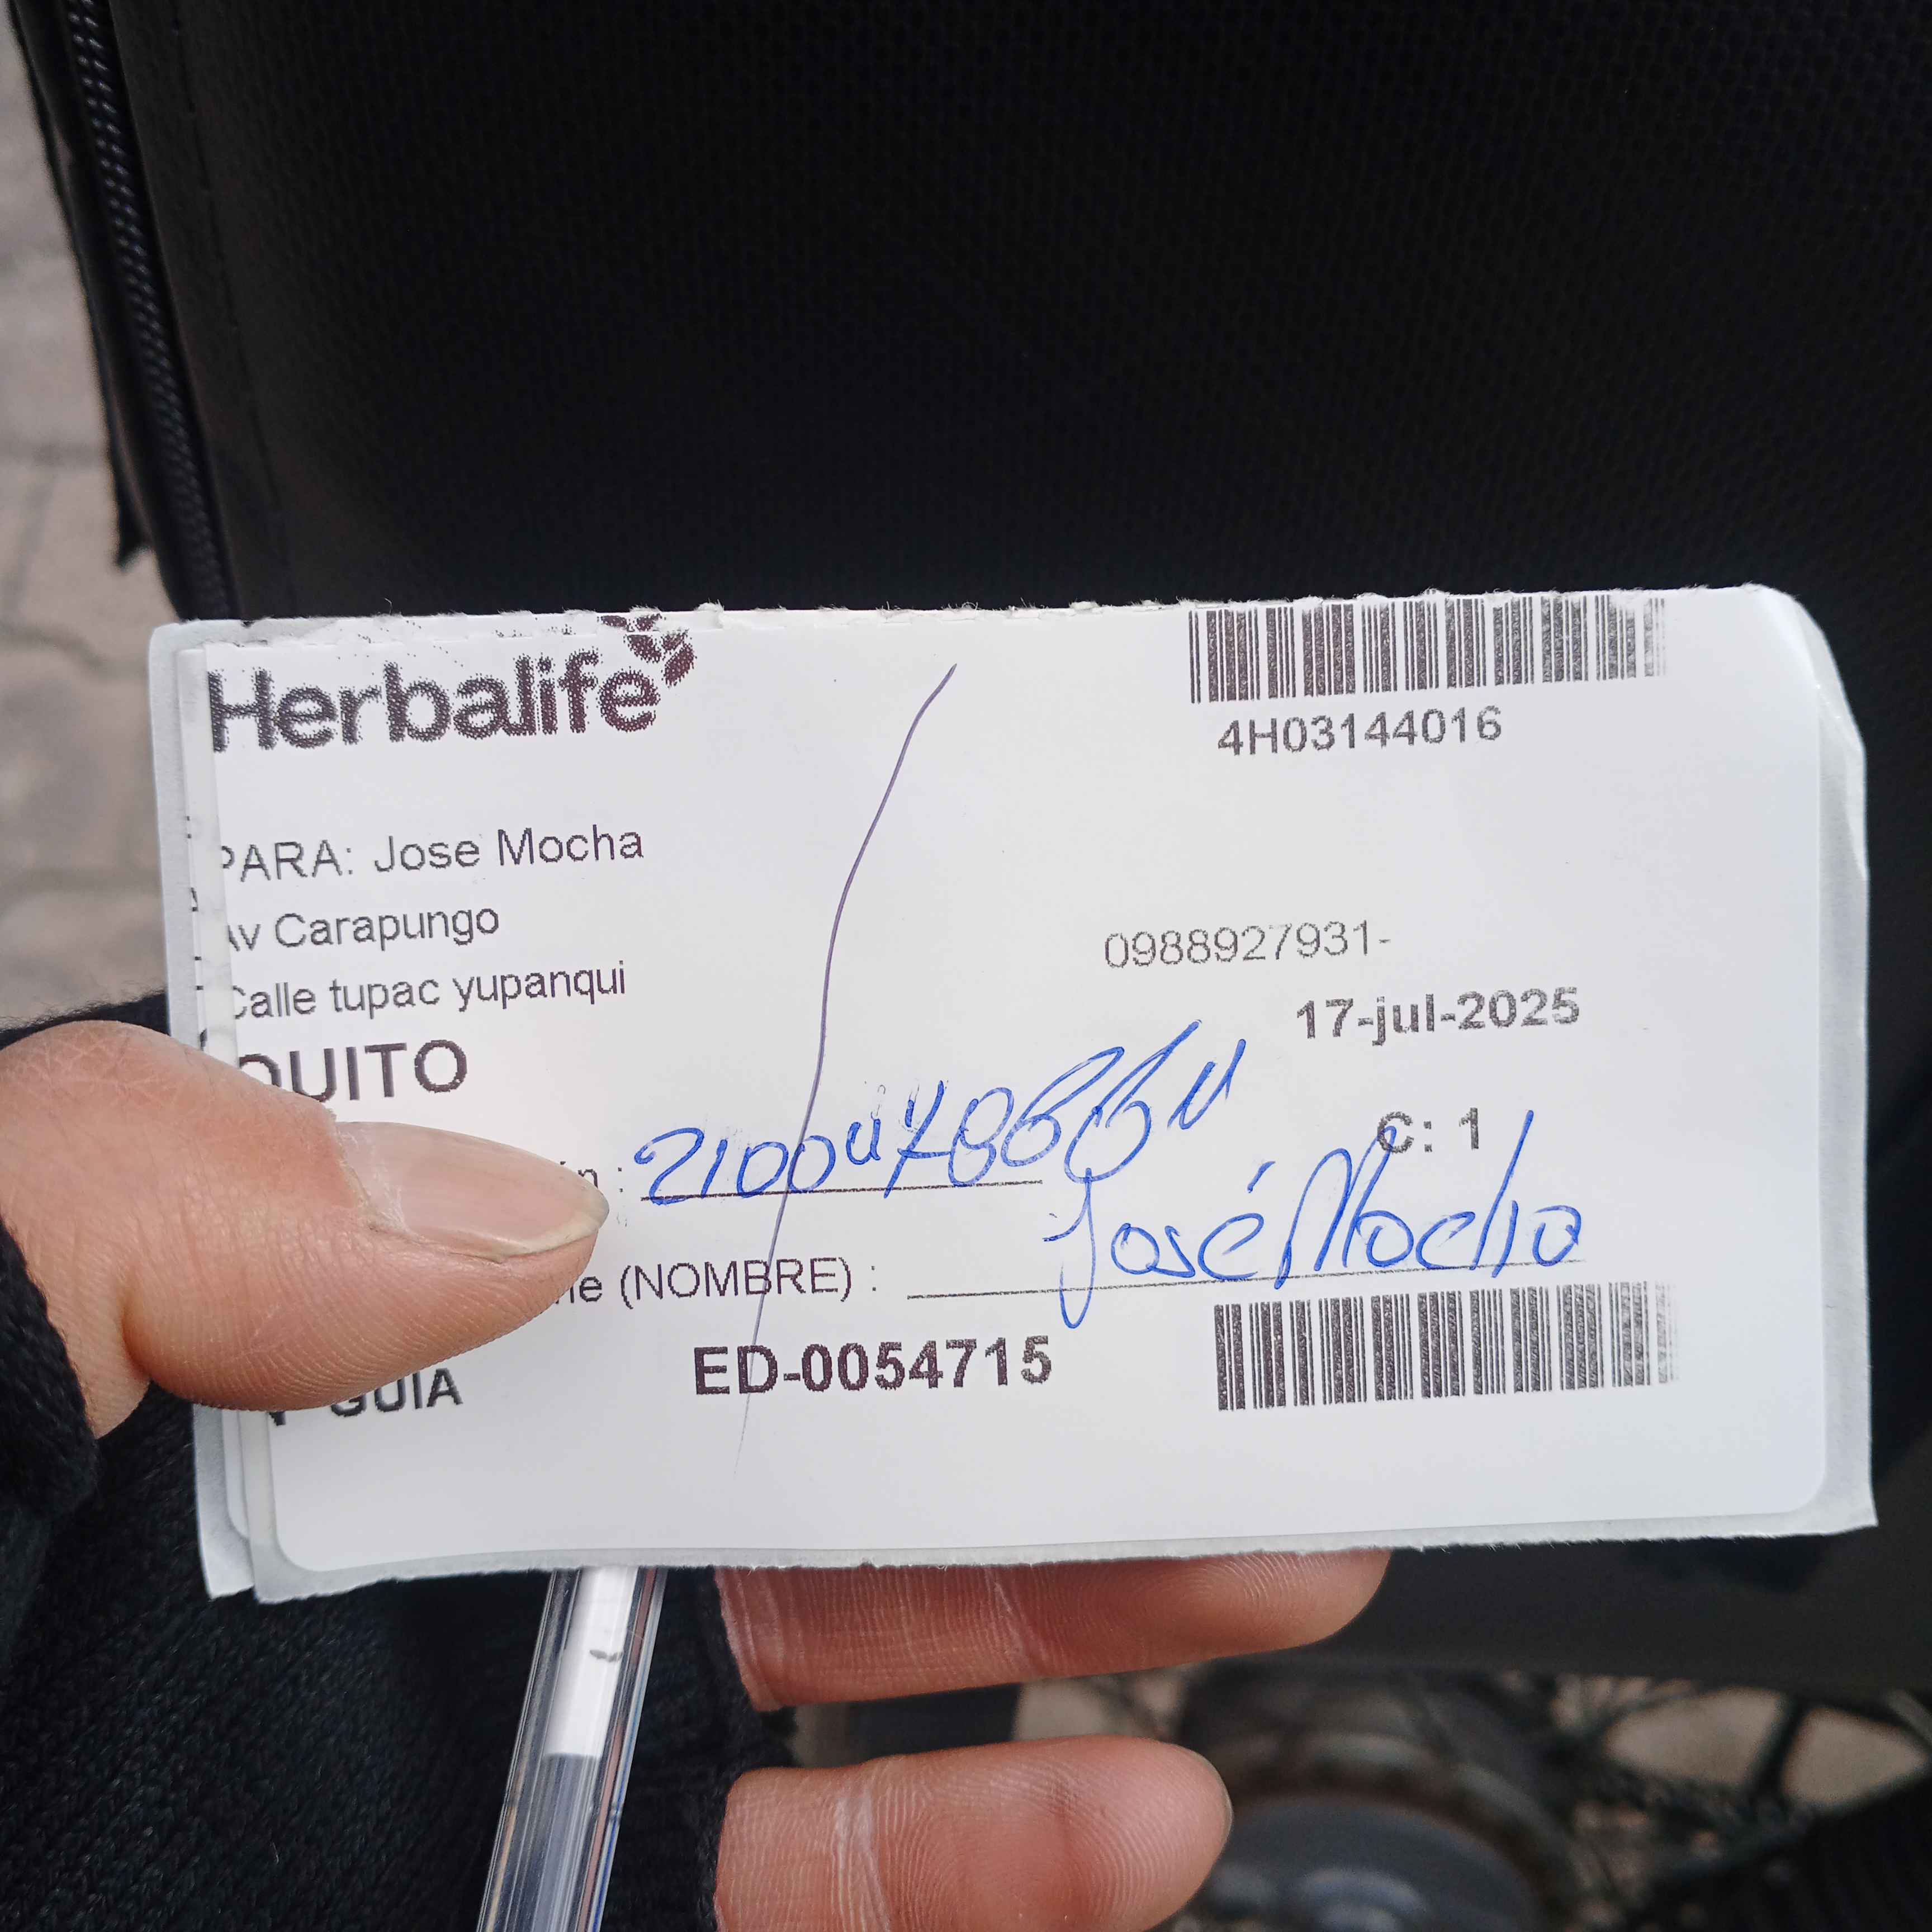 Herbalife
4H03144016
PARA: Jose Mocha
Av Carapungo
0988927931-
Calle tupac yupanqui
17-jul-2025
QUITO
C: 1
José Mocha
(NOMBRE) :
ED-0054715
GUIA